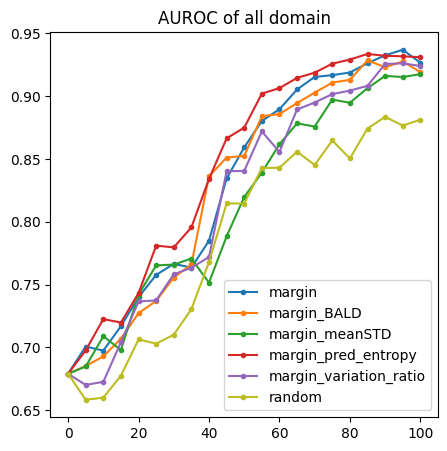 AUROC of all domain
0.95
0.90
0.85
0.80
0.75
0.70
0.65
margin
margin_BALD
margin_meanSTD
margin_pred_entropy
margin_variation_ratio
random
0 20 40 60 80 100